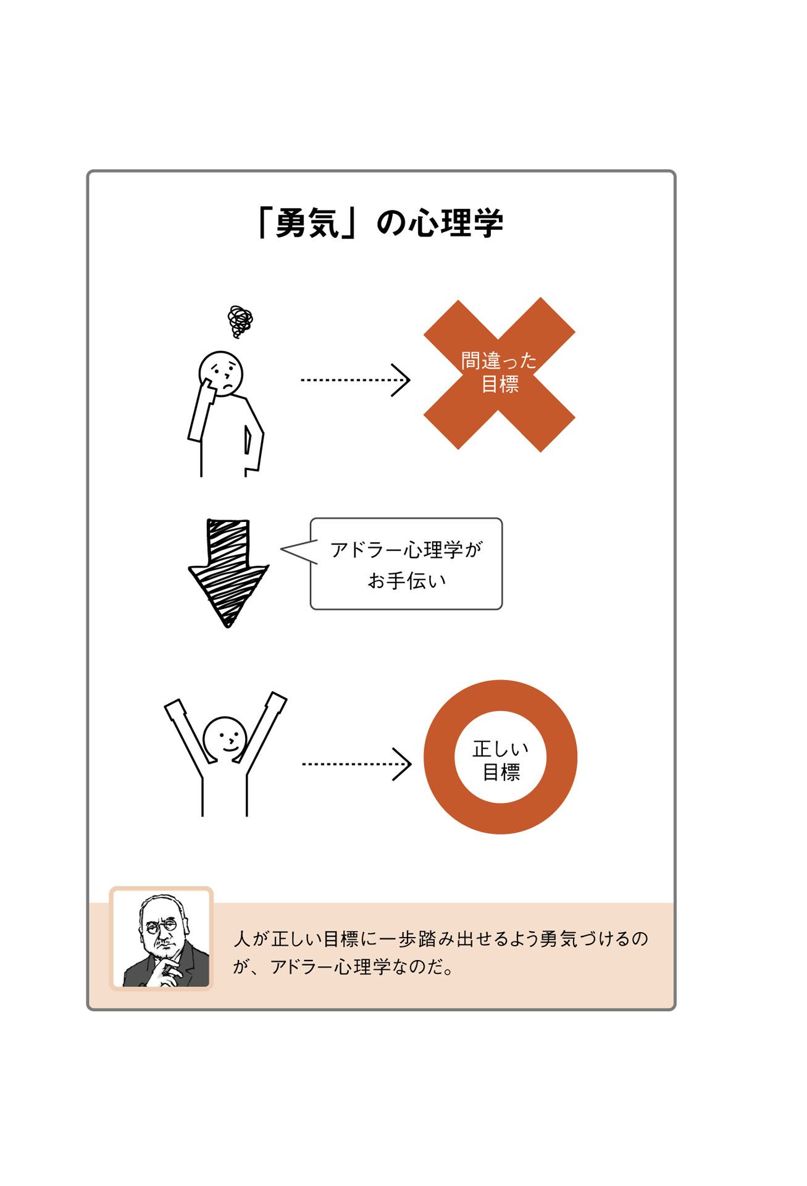 「勇気」の心理学
間違った
目標
アドラー心理学が
お手伝い
正しい
目標
人が正しい目標に一歩踏み出せるよう勇気づけるの
が、アドラー心理学なのだ。